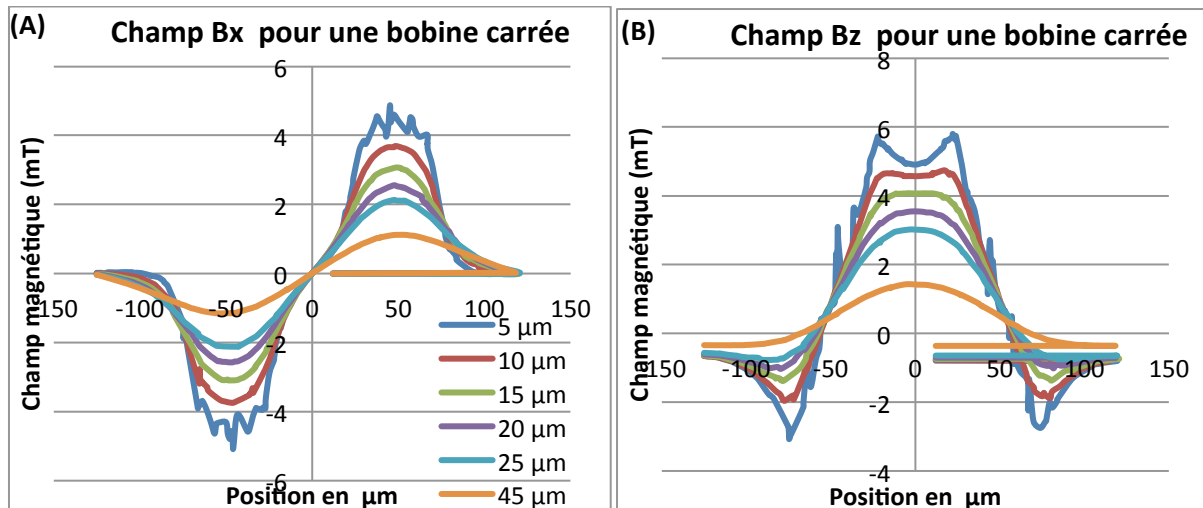 (A)
Champ Bx pour une bobine carrée
Champ magnétique (mT)
6
4
2
0
-2
-4
-6
-150
-100
-50
0
50
100
150
5 µm
10 µm
15 µm
20 µm
25 µm
45 µm
Position en µm
(B)
Champ Bz pour une bobine carrée
Champ magnétique (mT)
8
6
4
2
0
-2
-4
-150
-100
-50
0
50
100
150
Position en µm